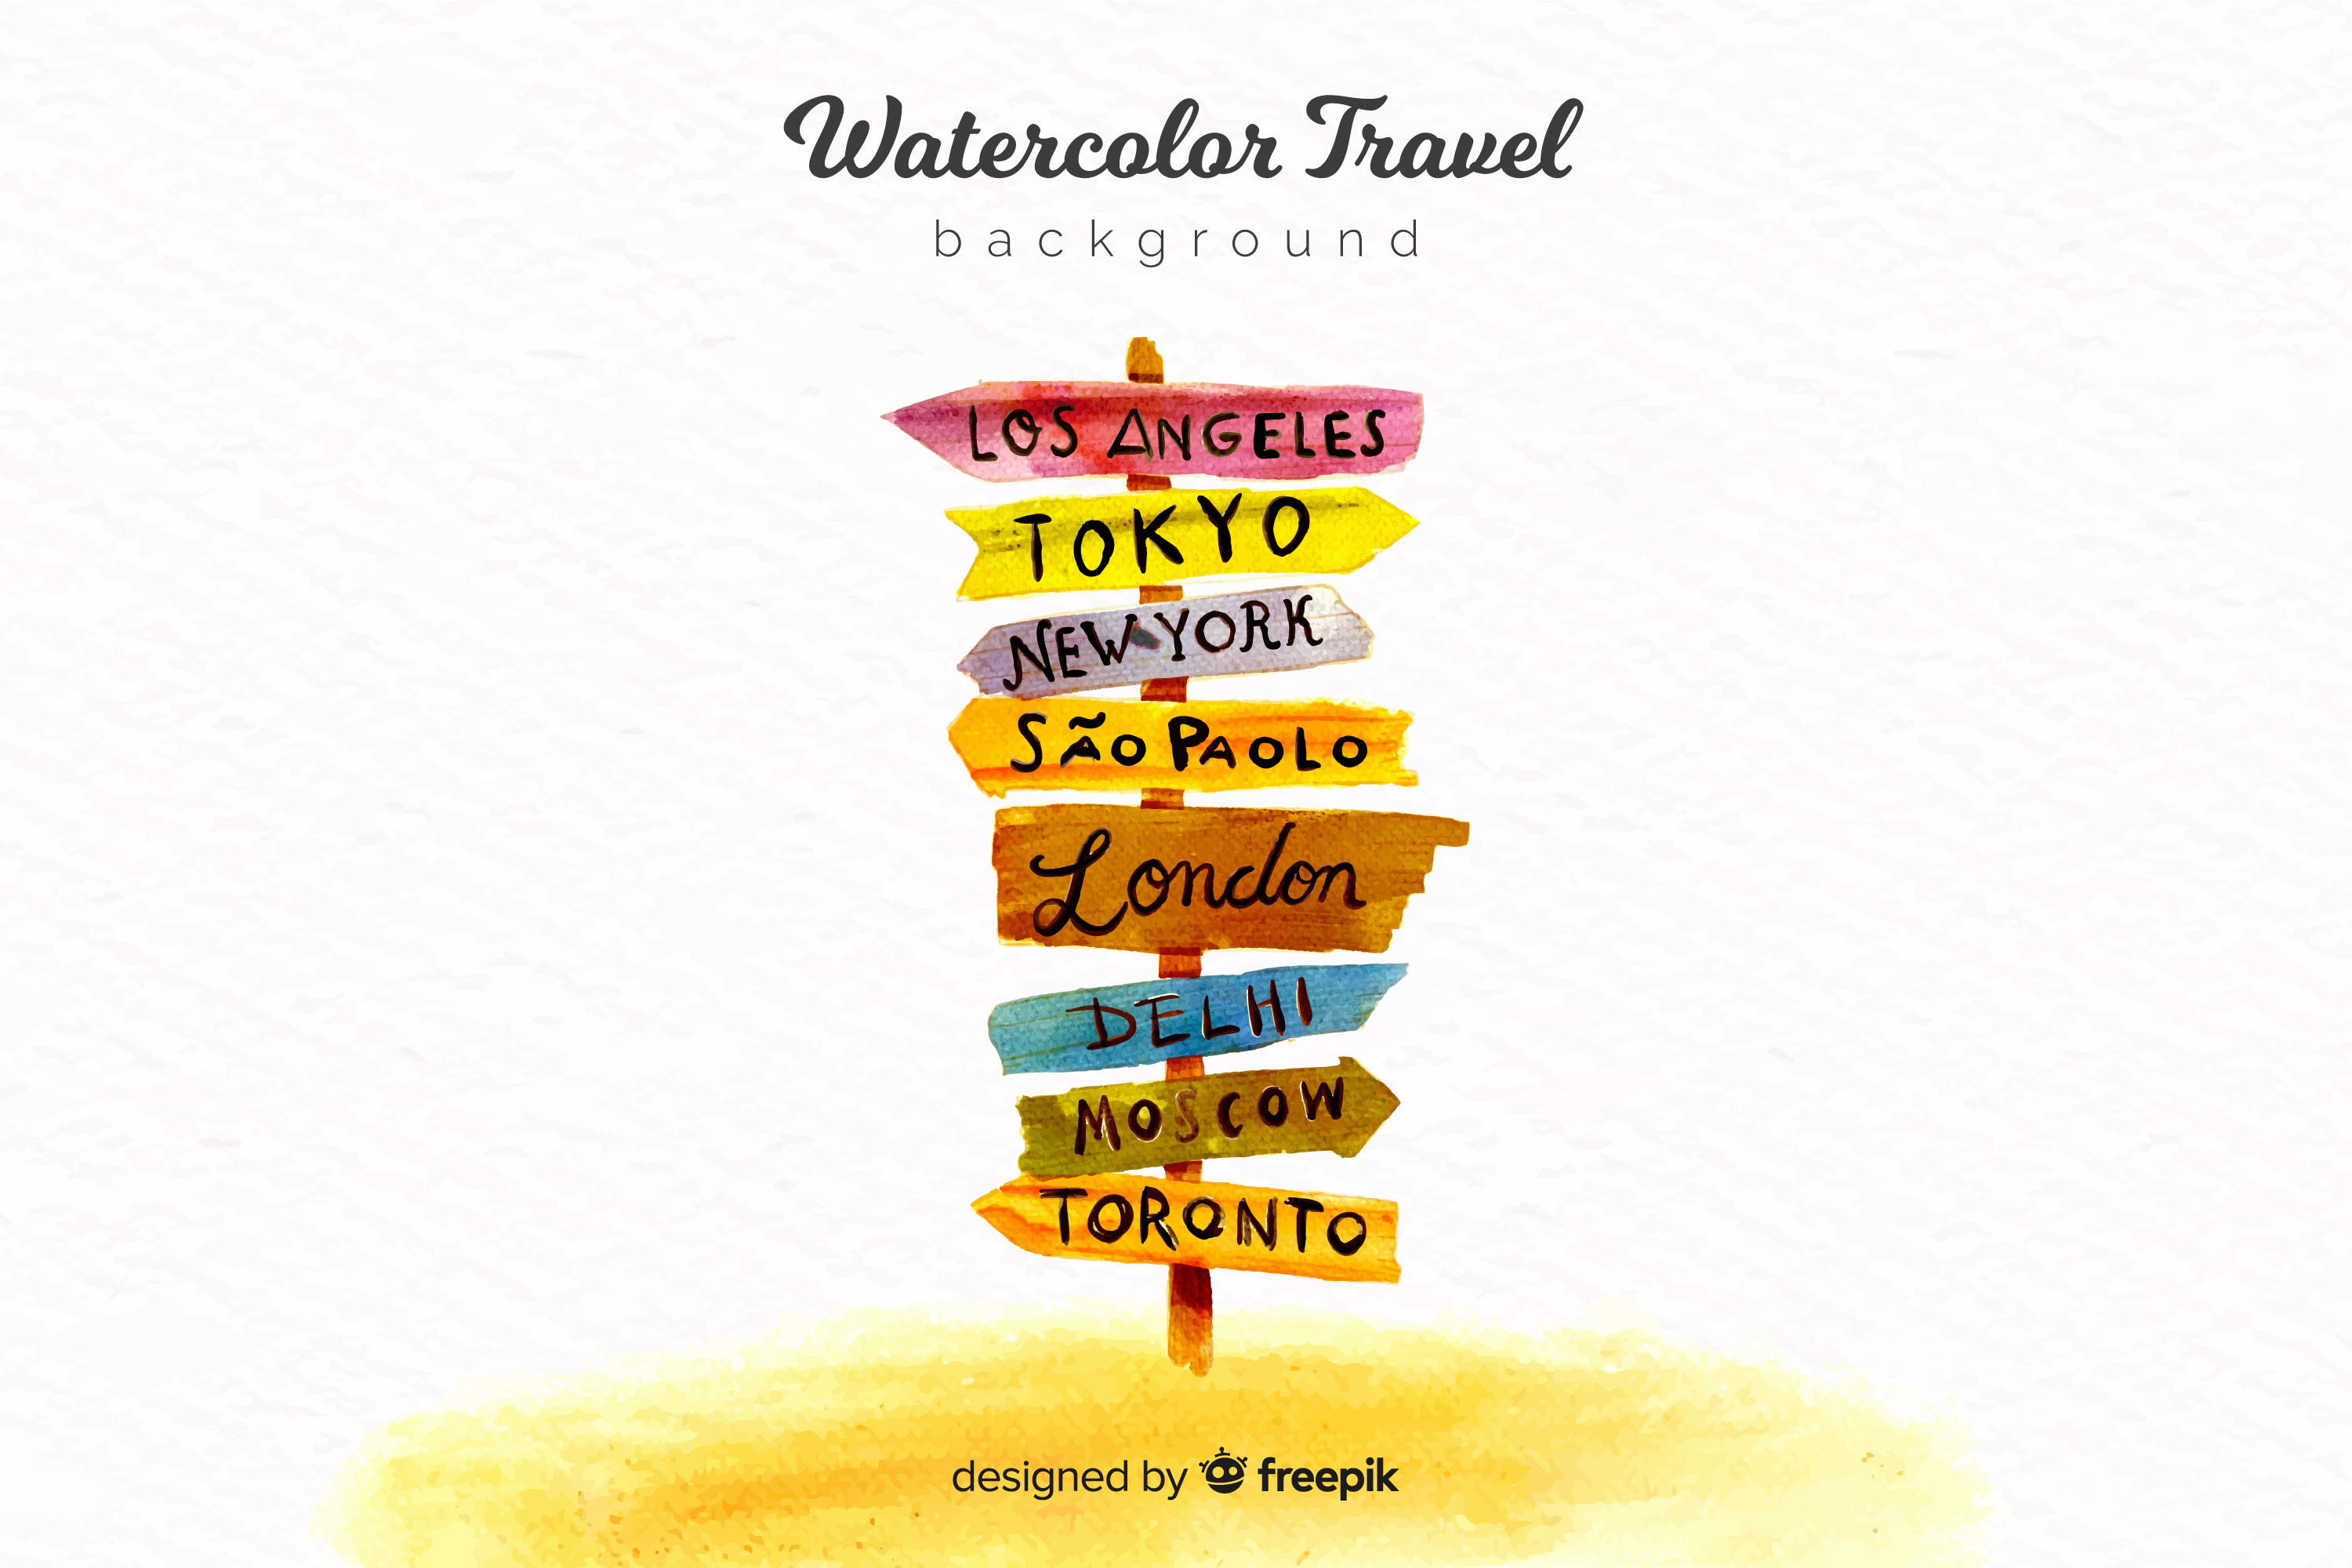 Watercolor Travel
background
LOS ANGELES
TOKYO
NEW YORK
SãO PAOLO
London
DELHI
MOSCOW
TORONTO
designed by freepik